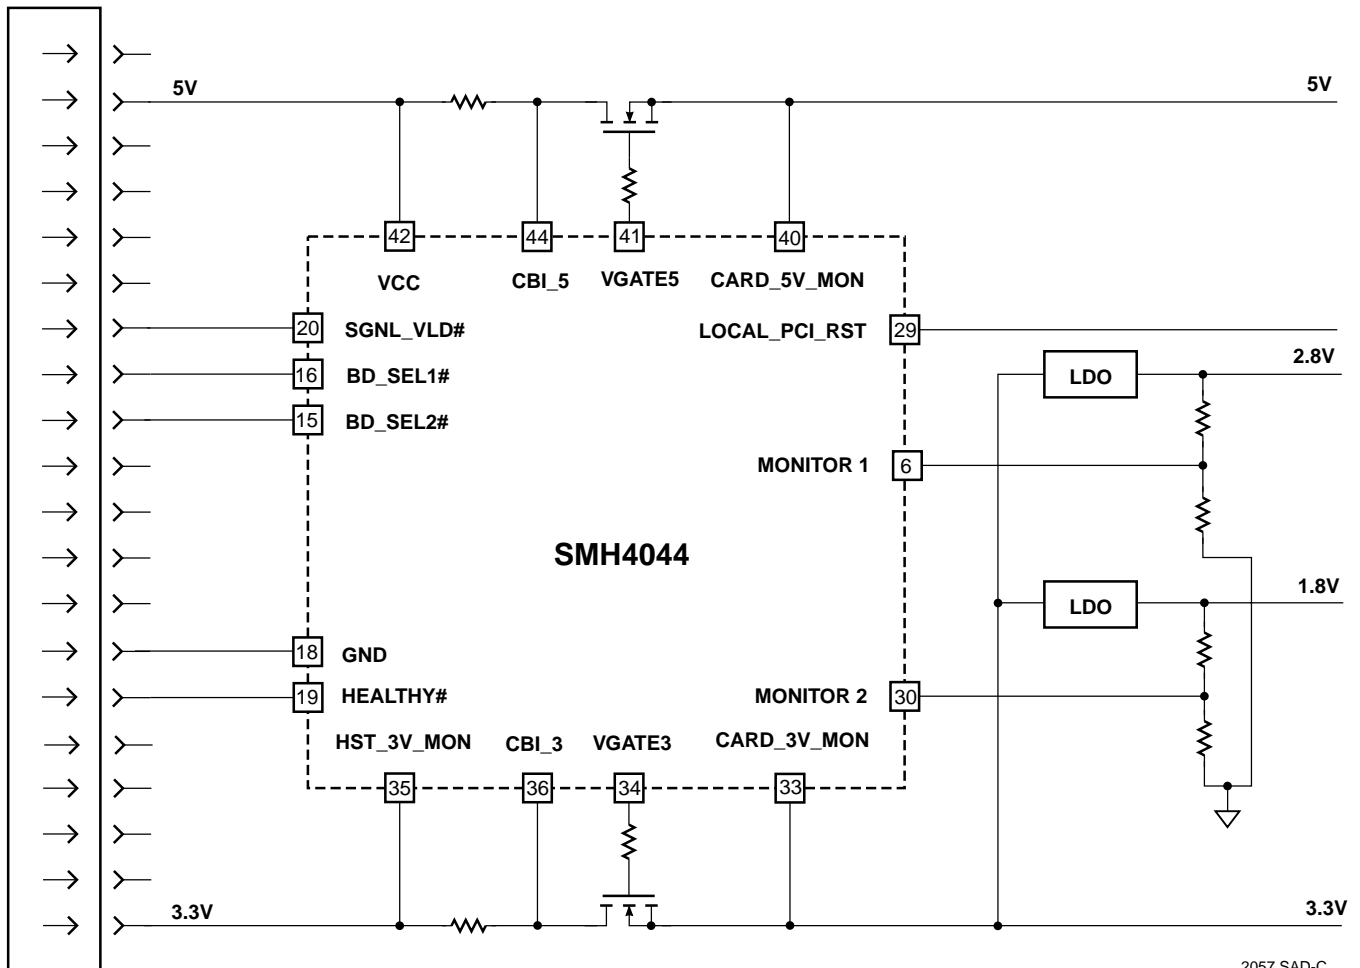 5V
5V
42
44
41
40
VCC
CBI_5
VGATE5
CARD_5V_MON
20
SGNL_VLD#
LOCAL_PCI_RST
29
2.8V
16
BD_SEL1#
LDO
15
BD_SEL2#
MONITOR 1
6
SMH4044
1.8V
LDO
18
GND
19
HEALTHY#
MONITOR 2
30
HST_3V_MON
CBI_3
VGATE3
CARD_3V_MON
35
36
34
33
3.3V
3.3V
2057 SAD-C